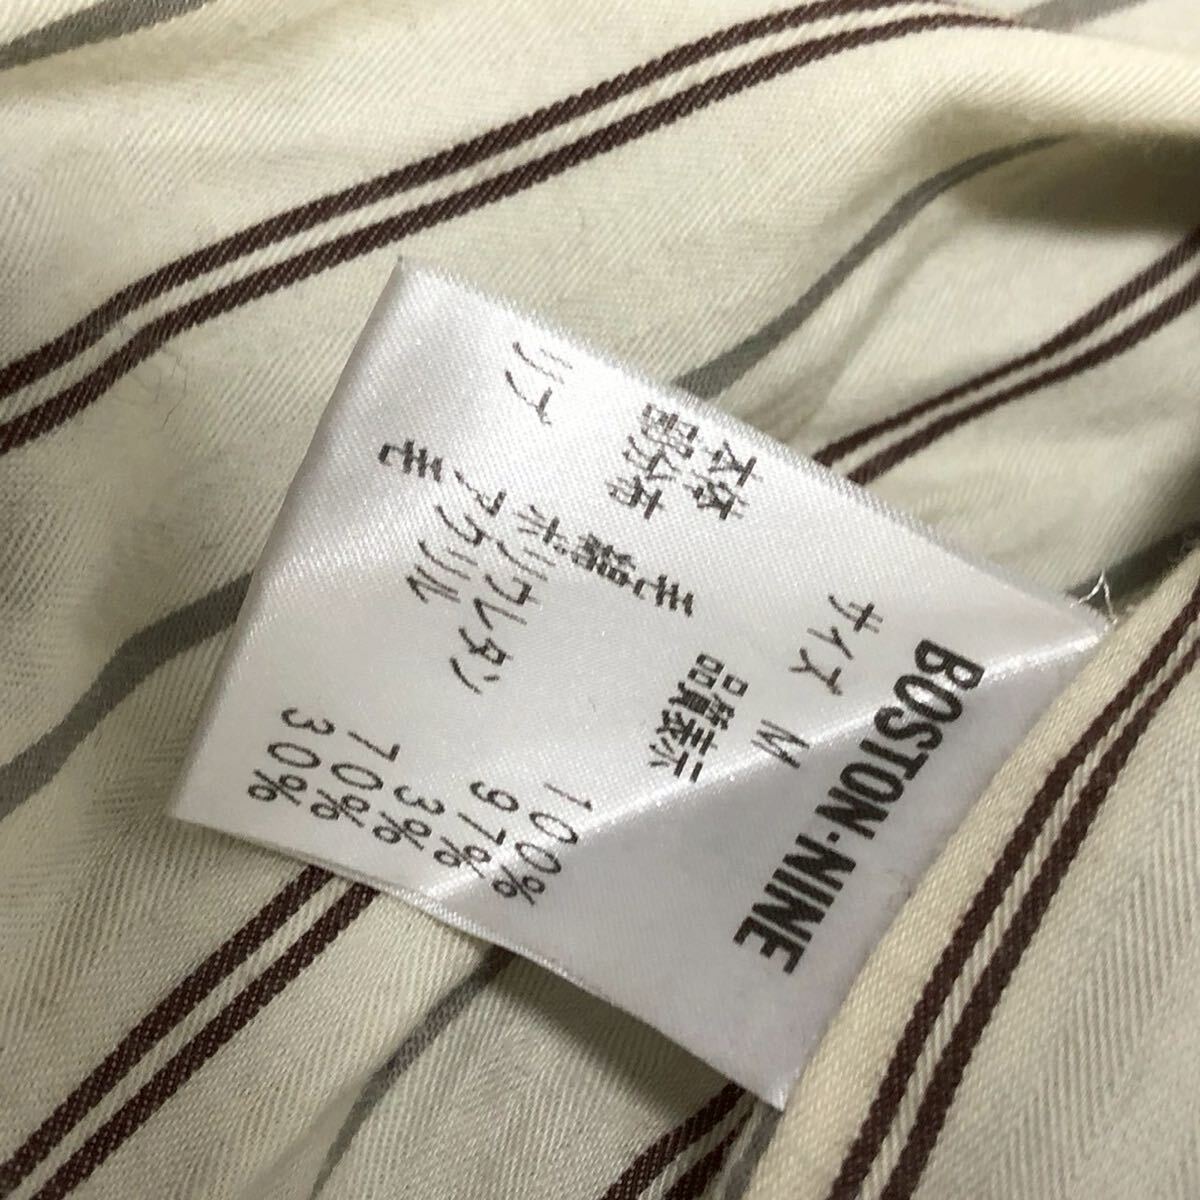 BOSTON・NINE
サイズ M
品質表示
本体 毛 100%
部分布 綿 97%
ポリウレタン 3%
リブ アクリル 70%
毛 30%